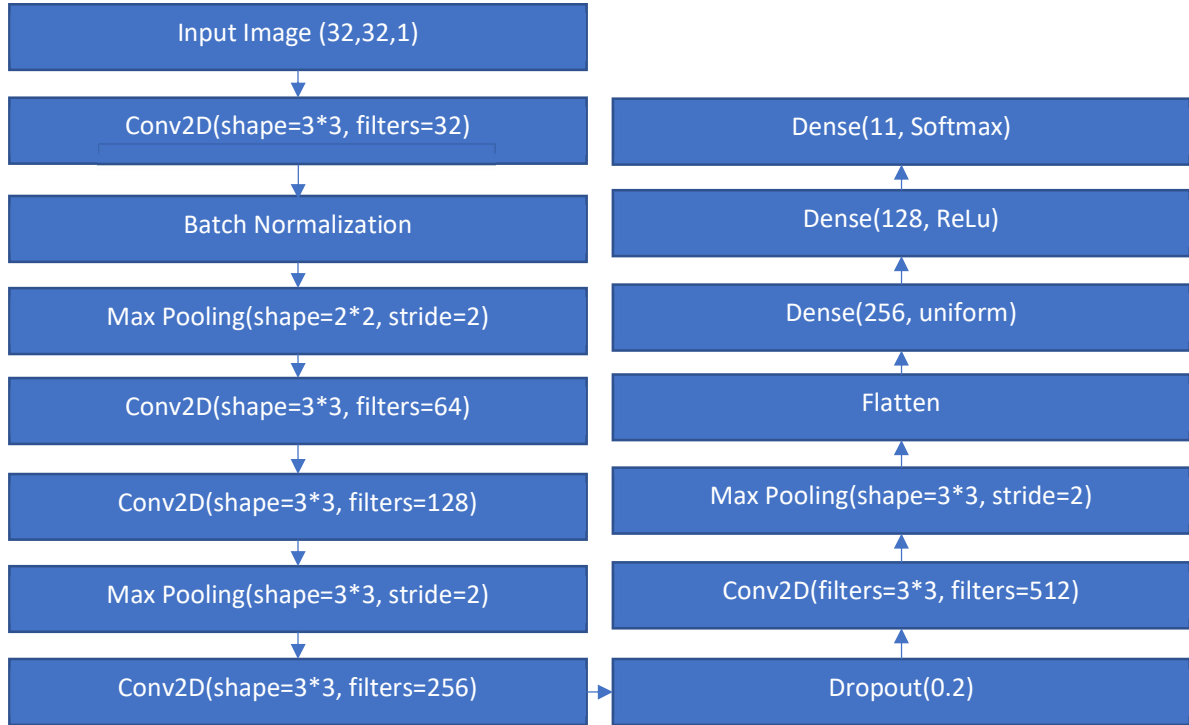 Input Image (32,32,1)
Conv2D(shape=3*3, filters=32)
Batch Normalization
Max Pooling(shape=2*2, stride=2)
Conv2D(shape=3*3, filters=64)
Conv2D(shape=3*3, filters=128)
Max Pooling(shape=3*3, stride=2)
Conv2D(shape=3*3, filters=256)
Dropout(0.2)
Conv2D(filters=3*3, filters=512)
Max Pooling(shape=3*3, stride=2)
Flatten
Dense(256, uniform)
Dense(128, ReLu)
Dense(11, Softmax)